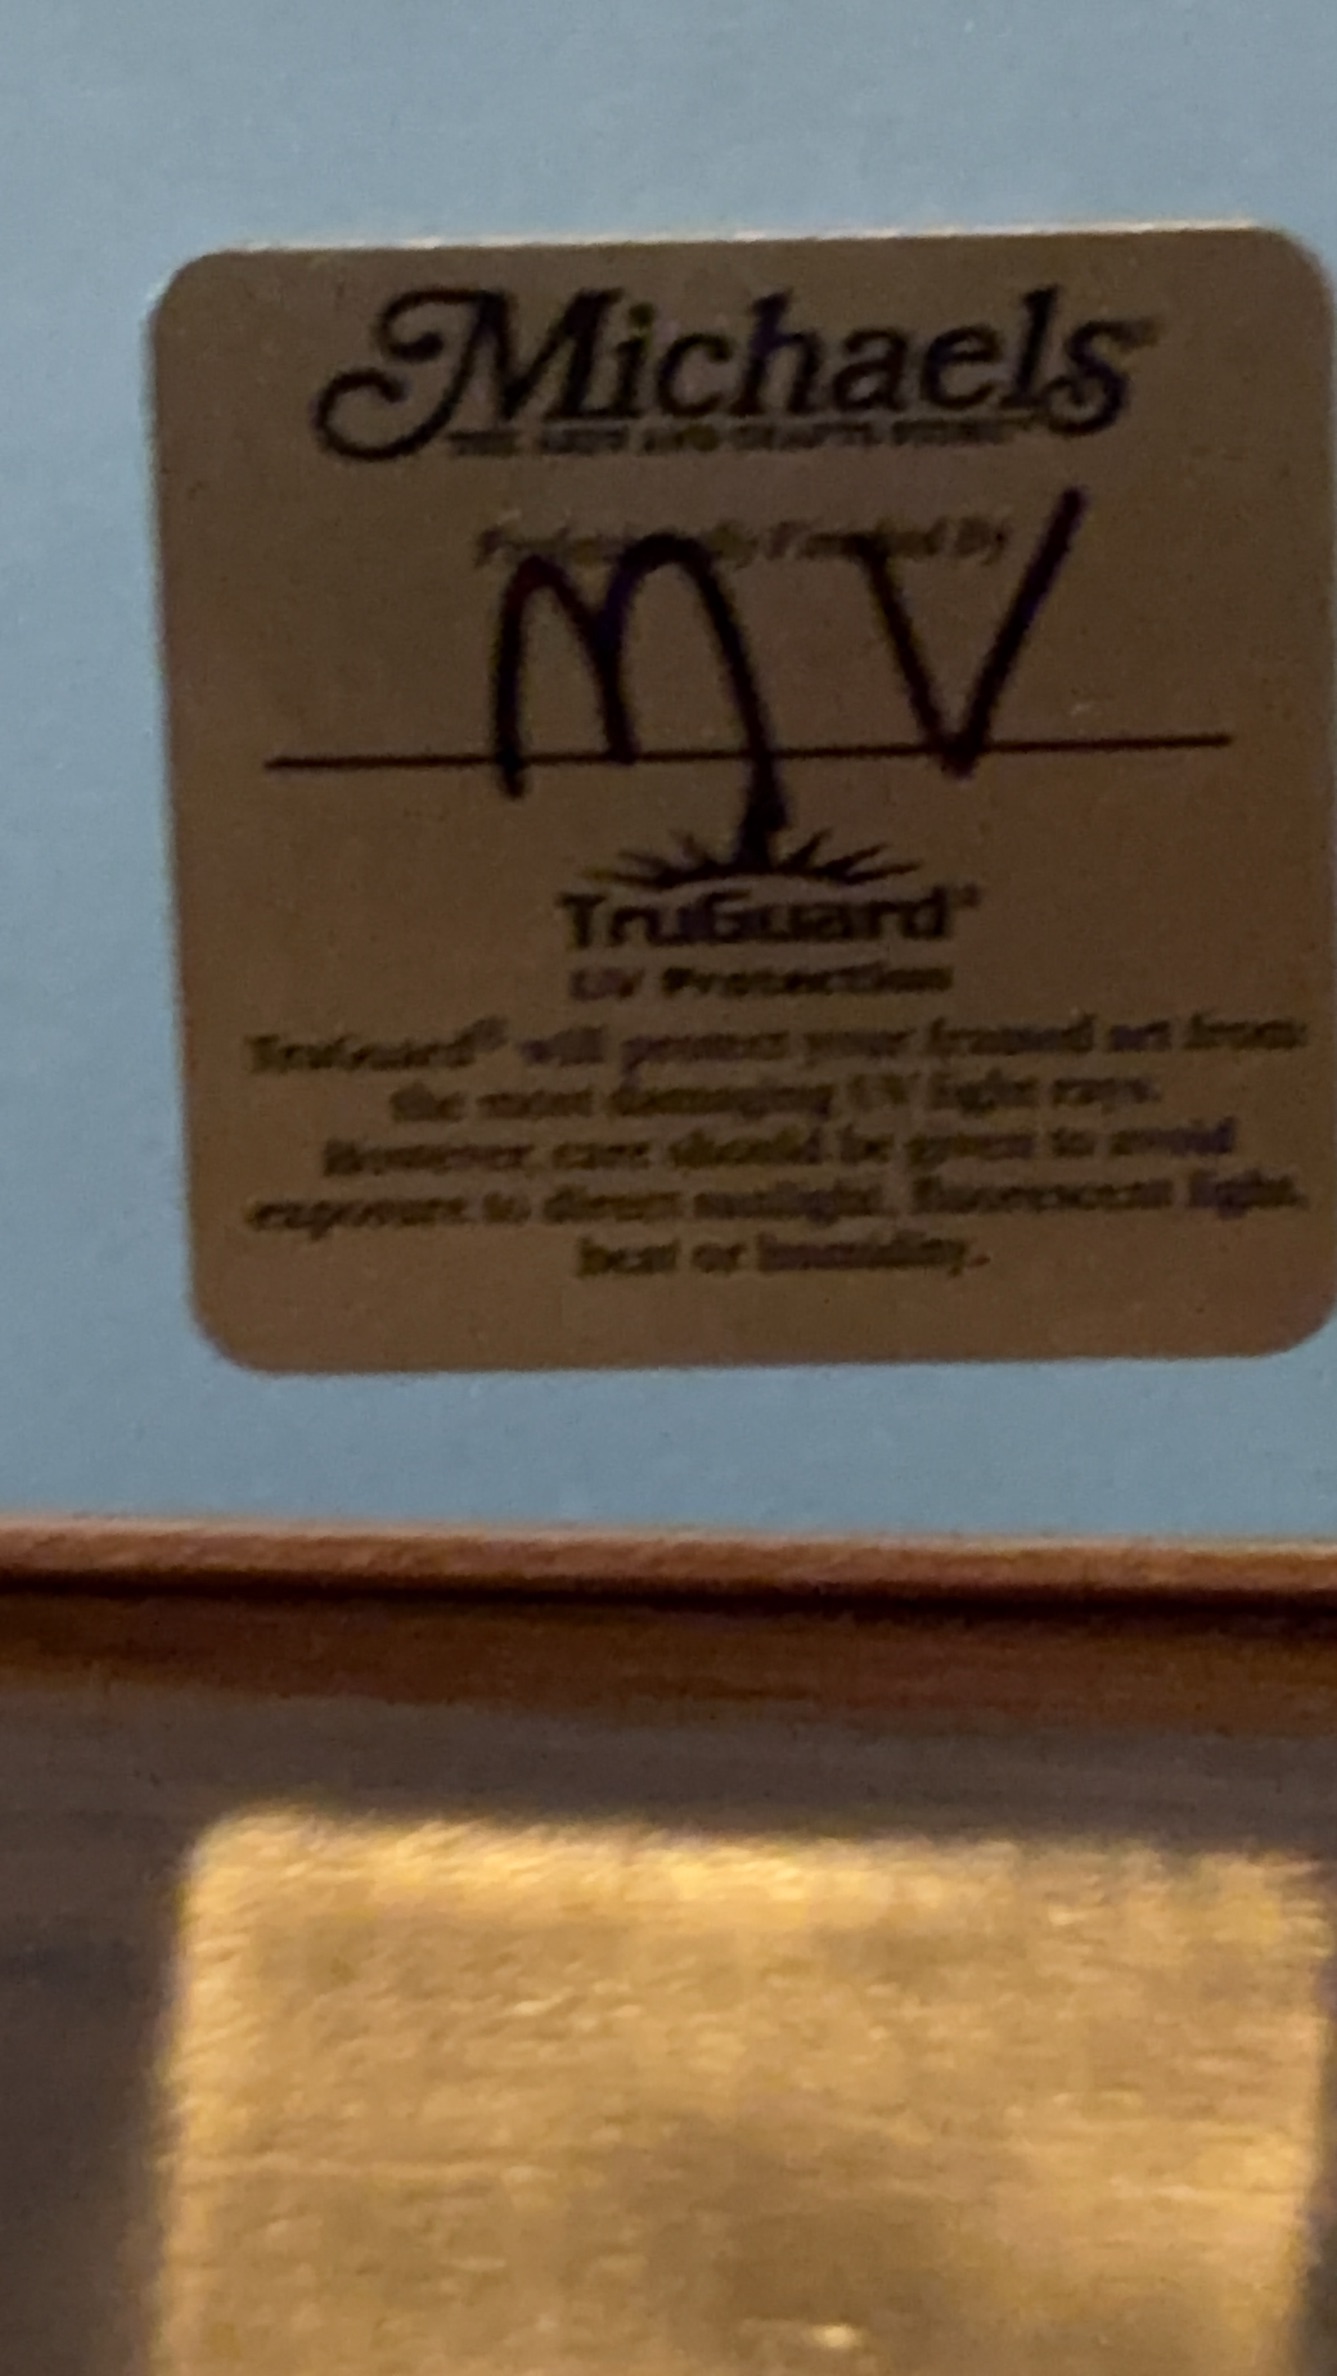 Michaels
THE ARTS AND CRAFTS STORE
Professionally Framed By
MV
TruGuard™
UV Protection
TruGuard® will protect your framed art from
the most damaging UV light rays.
However, care should be given to avoid
exposure to direct sunlight, fluorescent light,
heat or humidity.